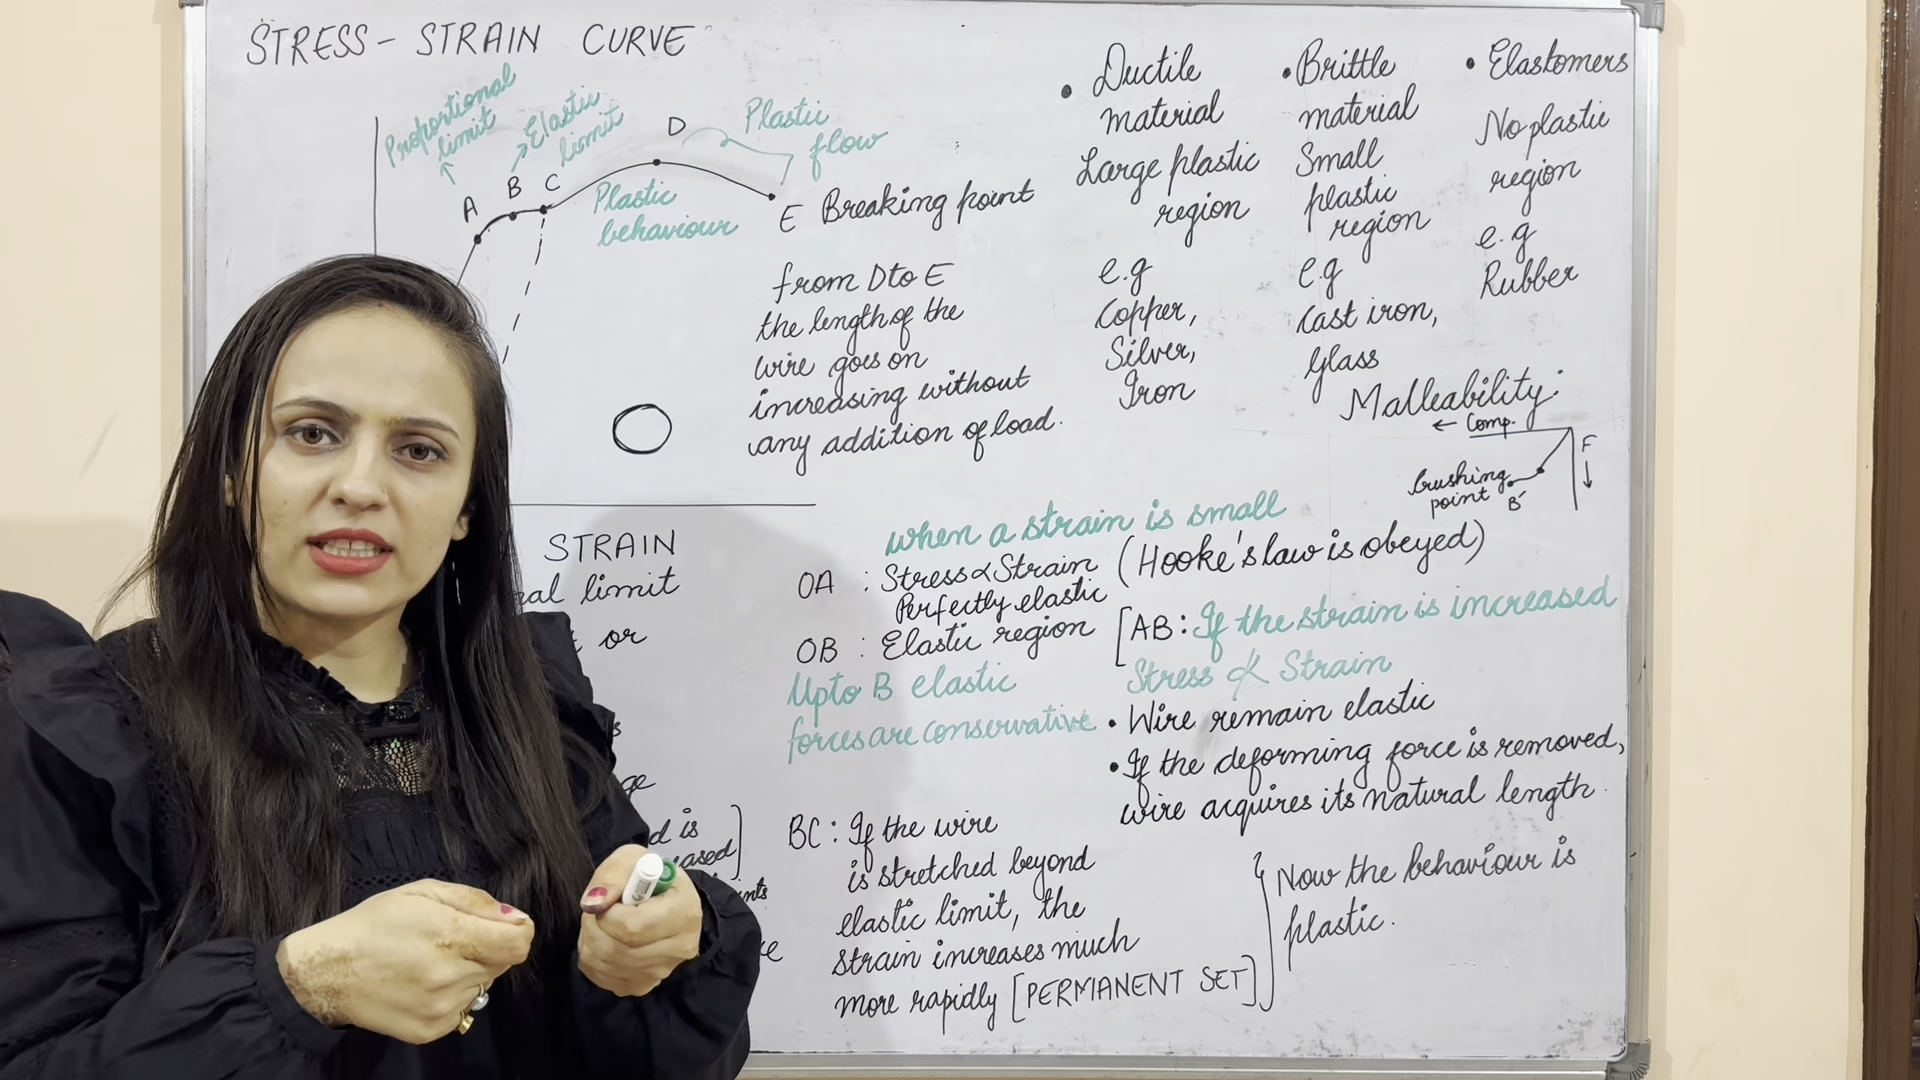 STRESS - STRAIN CURVE
Proportional
limit
Elastic
limit
A
B
C
D
Plastic
flow
Plastic
behaviour
E Breaking point
from D to E
the length of the
wire goes on
increasing without
any addition of load.
• Ductile
material
Large plastic
region
e.g
Copper,
Silver,
Iron
• Brittle
material
Small
plastic
region
e.g
Cast iron,
Glass
• Elastomers
No plastic
region
e.g
Rubber
Malleability:
← Comp.
F
Crushing
point B'
STRAIN
limit
or
when a strain is small
OA : Stress ∝ Strain (Hooke's law is obeyed)
Perfectly elastic
OB : Elastic region
Upto B elastic
forces are conservative
[AB: If the strain is increased
Stress ∝̸ Strain
• Wire remain elastic
• If the deforming force is removed,
wire acquires its natural length.
BC : If the wire
is stretched beyond
elastic limit, the
strain increases much
more rapidly [PERMANENT SET]
Now the behaviour is
plastic.
d is